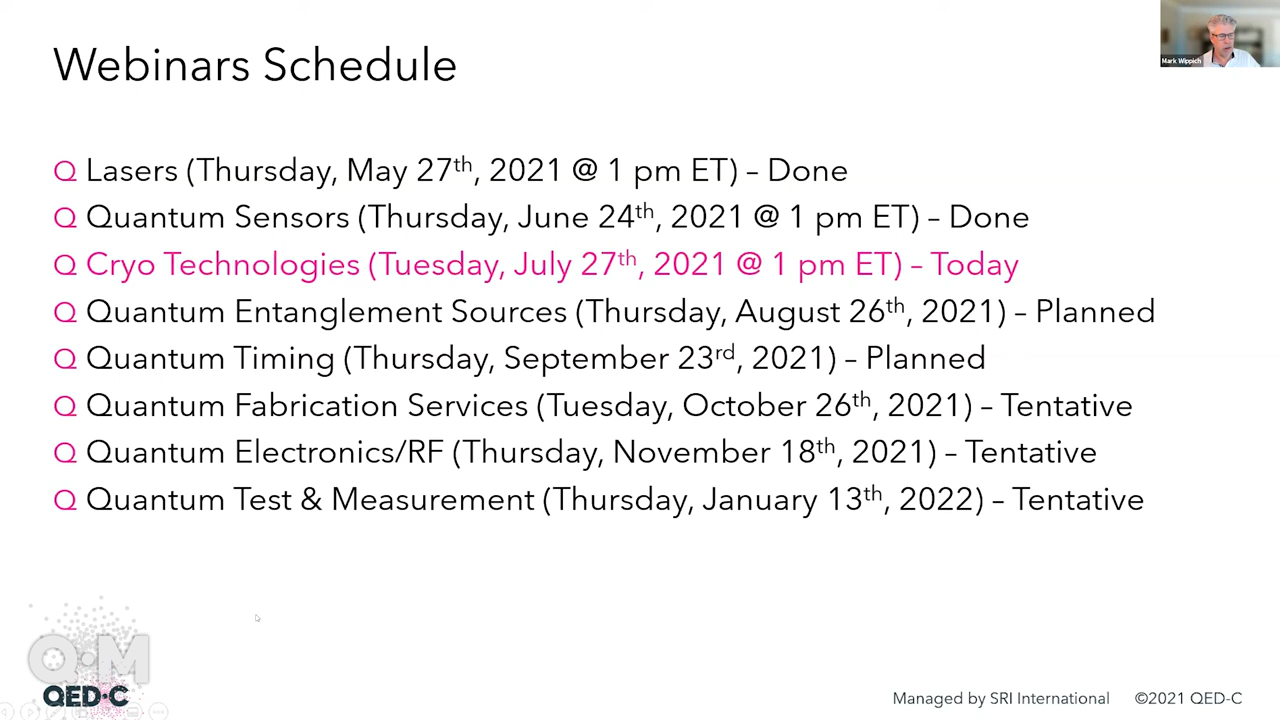 Webinars Schedule
Mark Wippich
Q Lasers (Thursday, May 27th, 2021 @ 1 pm ET) – Done
Q Quantum Sensors (Thursday, June 24th, 2021 @ 1 pm ET) – Done
Q Cryo Technologies (Tuesday, July 27th, 2021 @ 1 pm ET) – Today
Q Quantum Entanglement Sources (Thursday, August 26th, 2021) – Planned
Q Quantum Timing (Thursday, September 23rd, 2021) – Planned
Q Quantum Fabrication Services (Tuesday, October 26th, 2021) – Tentative
Q Quantum Electronics/RF (Thursday, November 18th, 2021) – Tentative
Q Quantum Test & Measurement (Thursday, January 13th, 2022) – Tentative
Q•M
QED•C
Managed by SRI International ©2021 QED-C